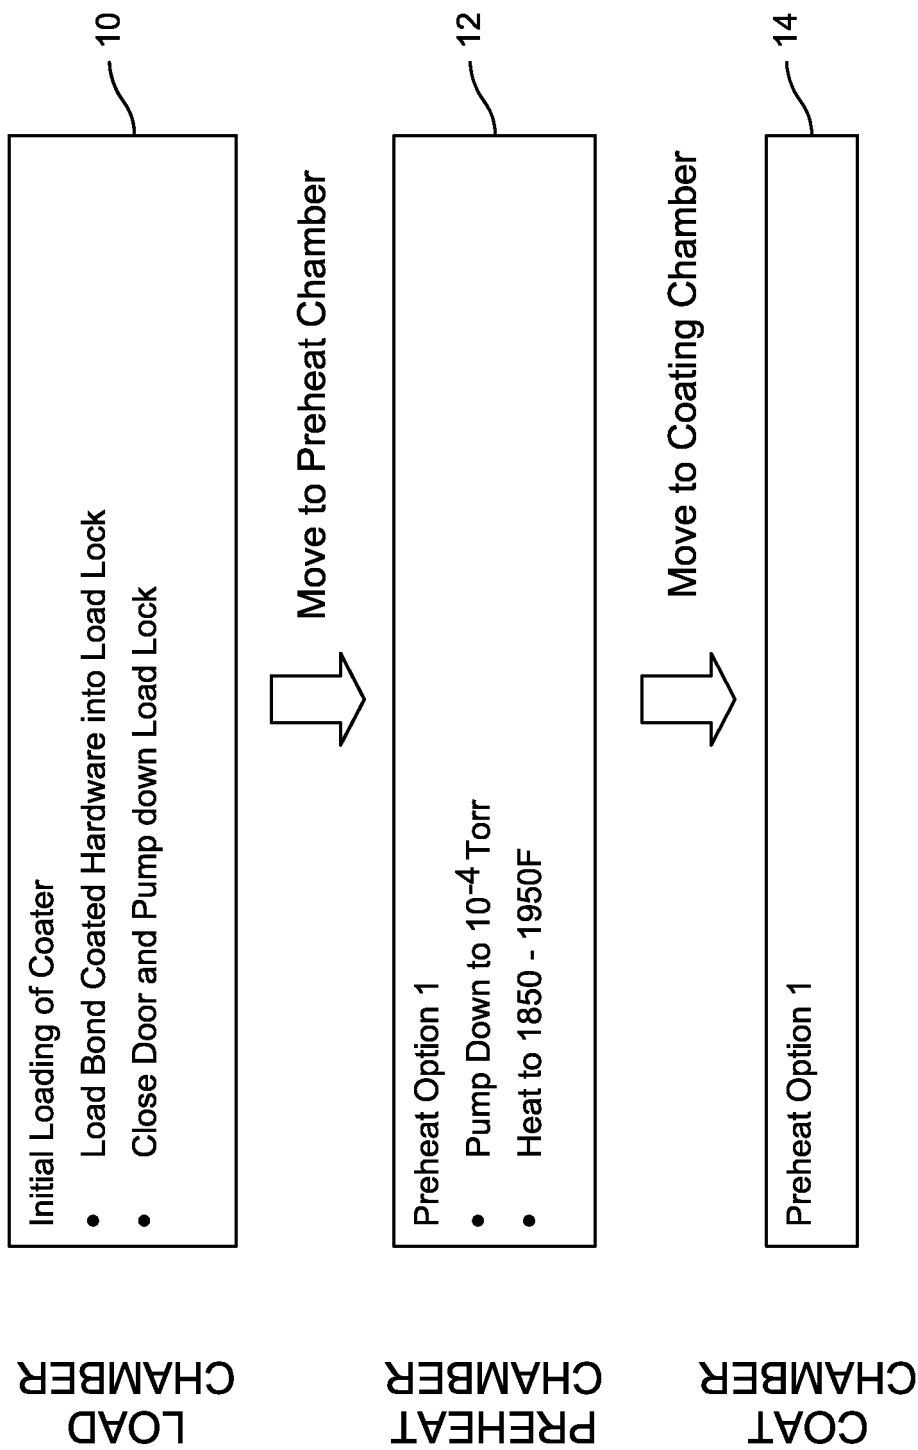 LOAD
CHAMBER
Initial Loading of Coater
• Load Bond Coated Hardware into Load Lock
• Close Door and Pump down Load Lock
10
Move to Preheat Chamber
PREHEAT
CHAMBER
Preheat Option 1
• Pump Down to 10⁻⁴ Torr
• Heat to 1850 - 1950F
12
Move to Coating Chamber
COAT
CHAMBER
Preheat Option 1
14